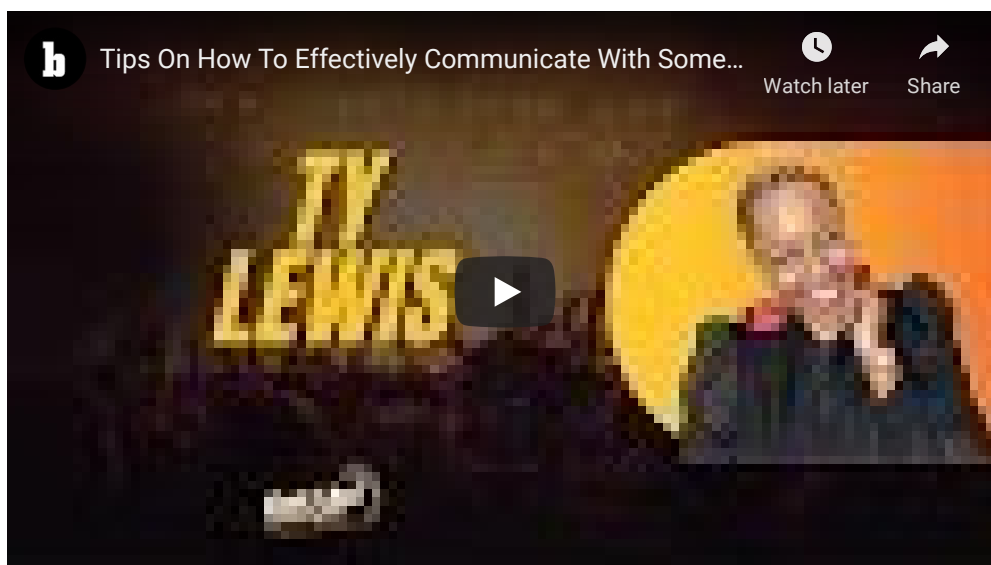 b
Tips On How To Effectively Communicate With Some...
Watch later
Share
TY
LEWIS